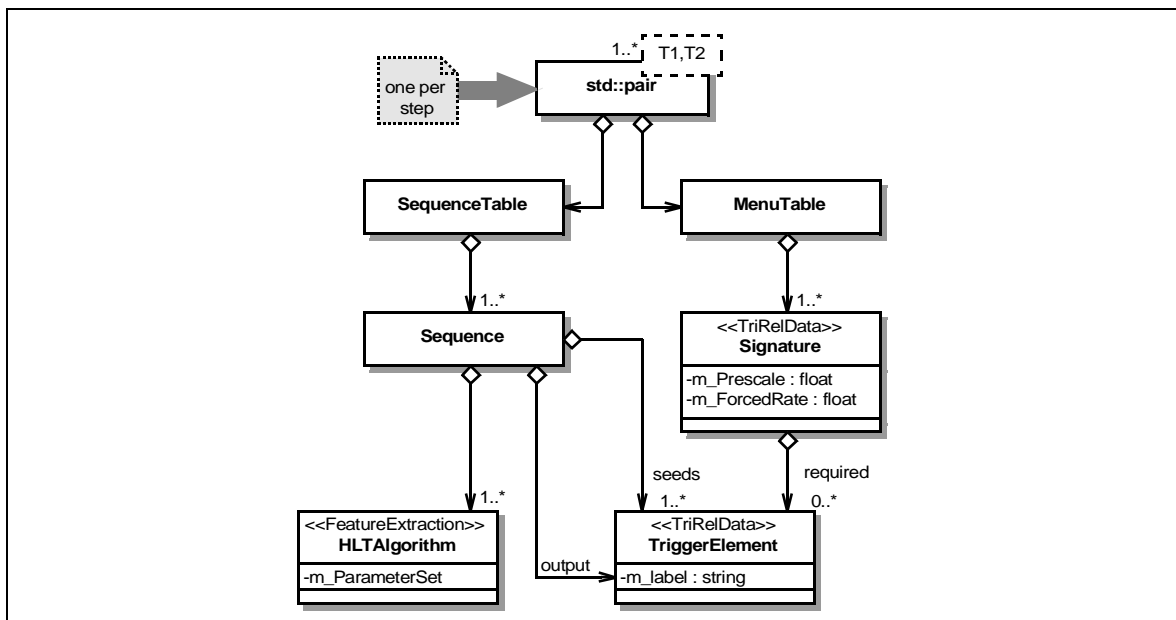 1..*
T1,T2
one per
step
std::pair
SequenceTable
MenuTable
1..*
1..*
Sequence
<<TriRelData>>
Signature
-m_Prescale : float
-m_ForcedRate : float
seeds
required
1..*
1..*
0..*
<<FeatureExtraction>>
HLTAlgorithm
-m_ParameterSet
output
<<TriRelData>>
TriggerElement
-m_label : string